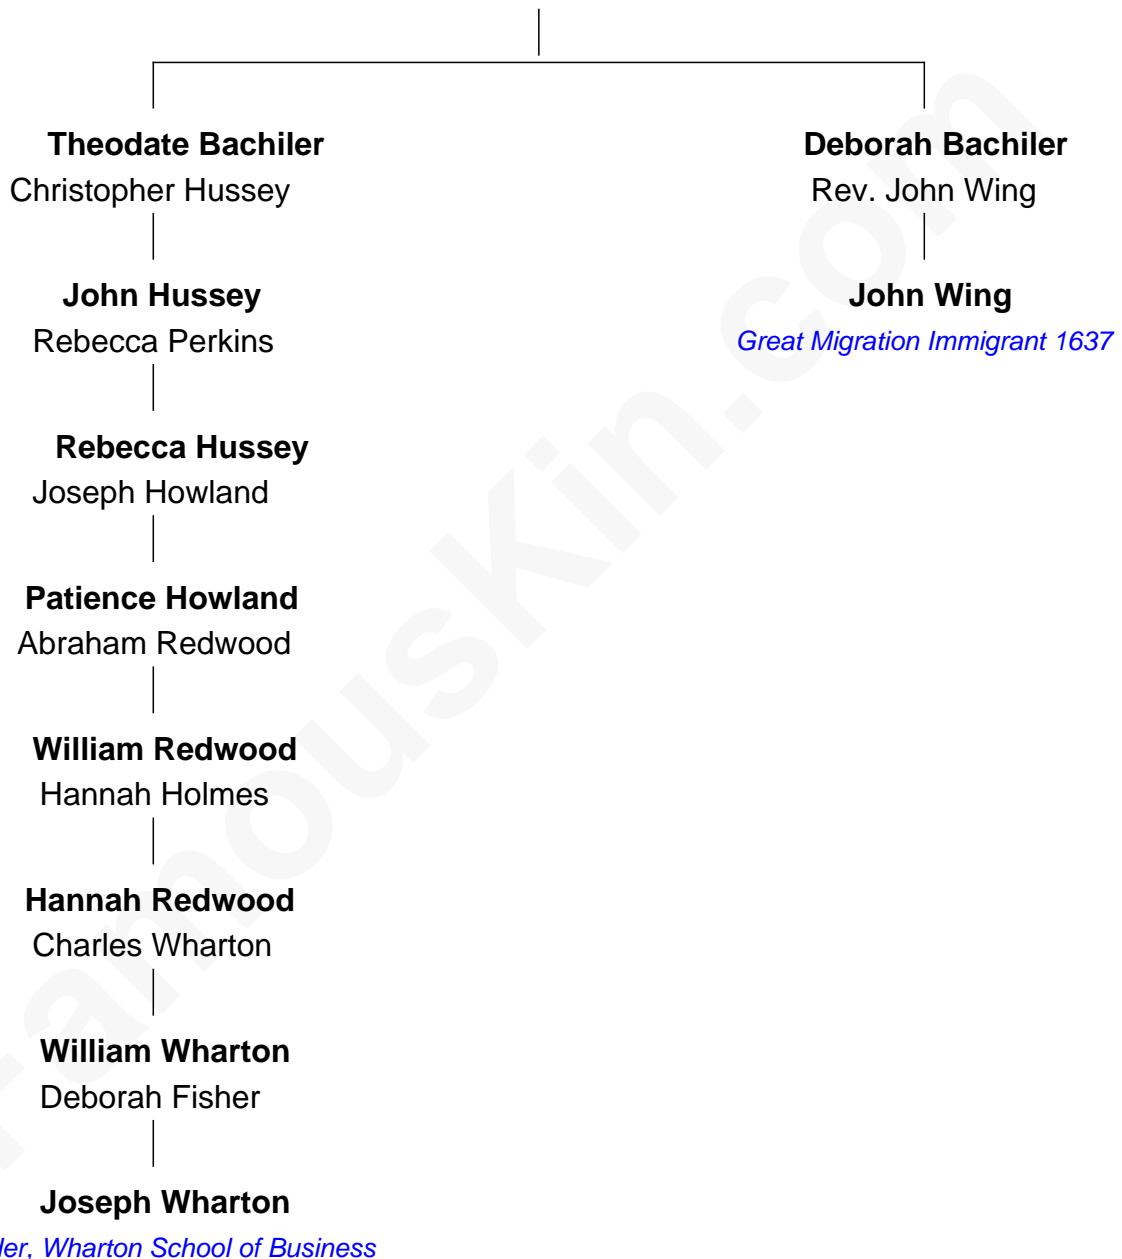 Theodate Bachiler
Christopher Hussey
Deborah Bachiler
Rev. John Wing
John Hussey
Rebecca Perkins
John Wing
Great Migration Immigrant 1637
Rebecca Hussey
Joseph Howland
Patience Howland
Abraham Redwood
William Redwood
Hannah Holmes
Hannah Redwood
Charles Wharton
William Wharton
Deborah Fisher
Joseph Wharton
Wharton School of Business
FamousKin.com